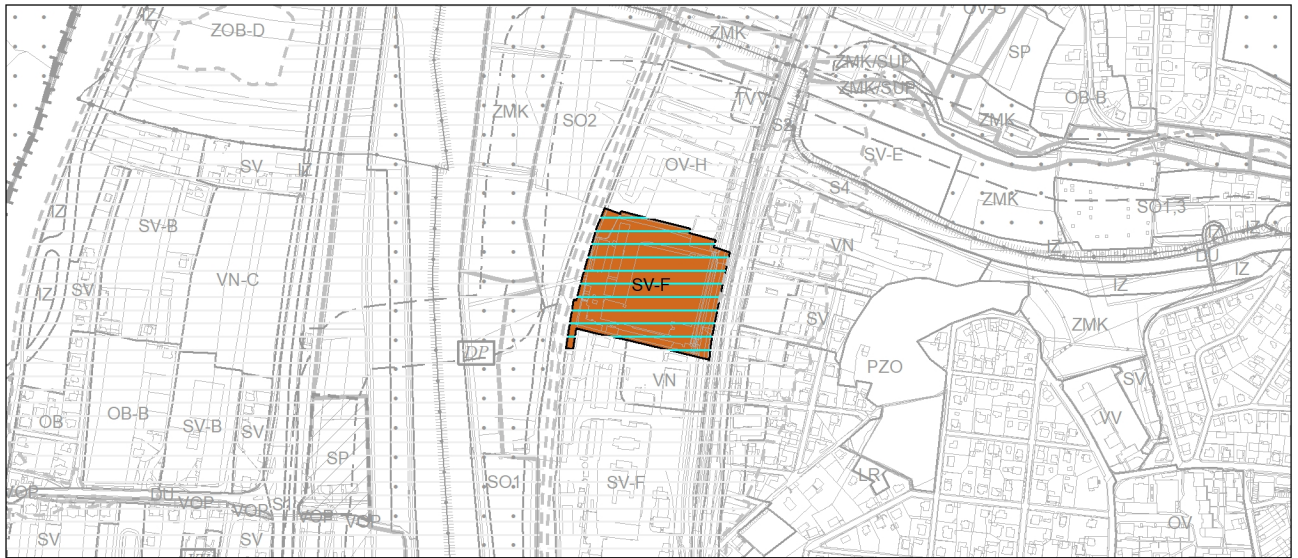 IZ
ZOB-D
ZMK
OV-G
SP
ZMK/SUP
ZMK/SUP
OB-B
TVV
ZMK
SO2
S2
ZMK
SV
IZ
OV-H
SV-E
S4
ZMK
SO1,3
IZ
SV-B
VN
IZ
IZ
DU
IZ
SV
VN-C
SV-F
IZ
SV
ZMK
DP
PZO
VN
SV
OB
OB-B
SV-B
SV
VV
SP
LR
SO1
SV-F
VOP
DU
VOP
VOP
VOP
VOP
OV
SV
SV